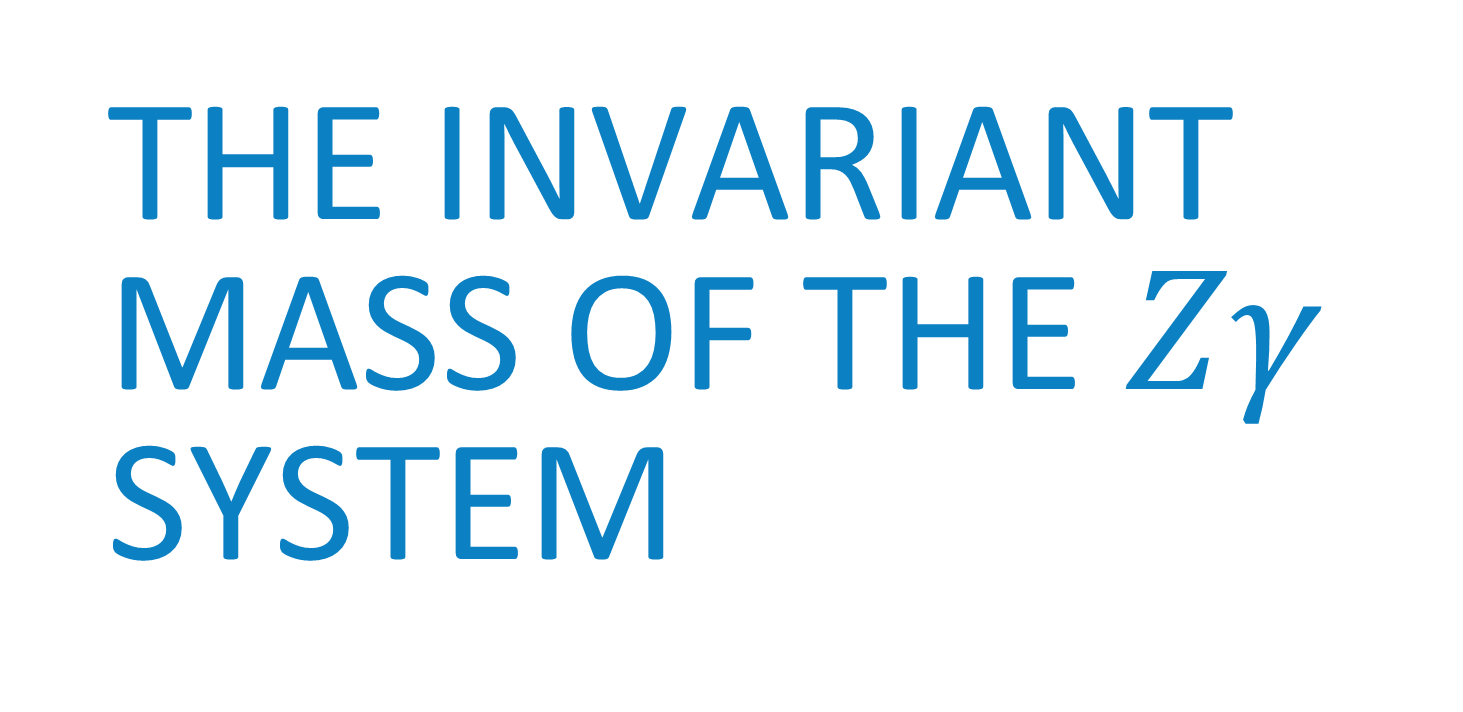 THE INVARIANT
MASS OF THE Zγ
SYSTEM